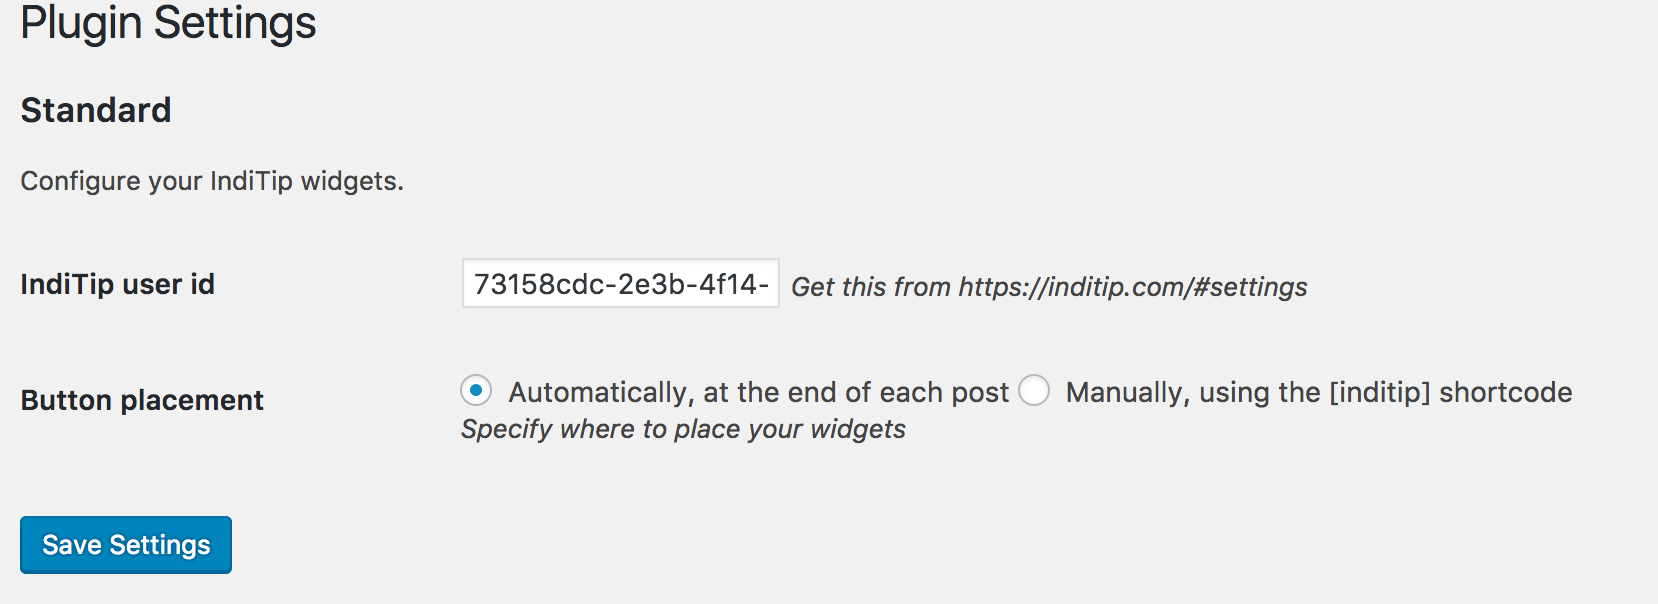 Plugin Settings
Standard
Configure your IndiTip widgets.
IndiTip user id
73158cdc-2e3b-4f14- Get this from https://inditip.com/#settings
Button placement
Automatically, at the end of each post Manually, using the [inditip] shortcode
Specify where to place your widgets
Save Settings